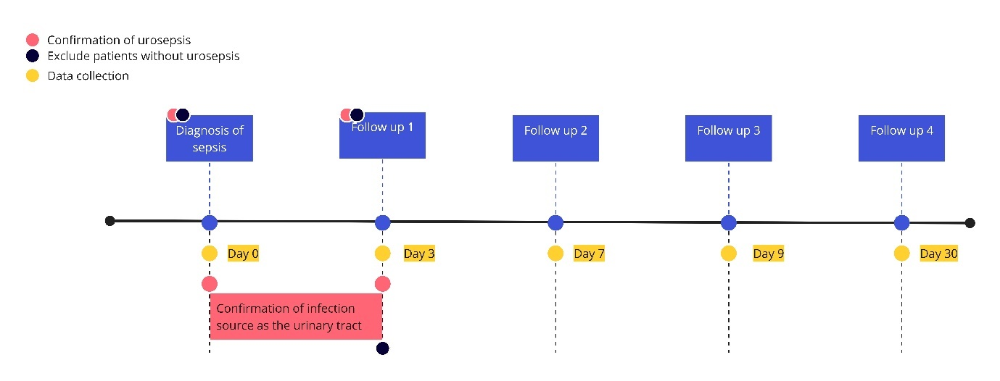 Confirmation of urosepsis
Exclude patients without urosepsis
Data collection
Diagnosis of
sepsis
Follow up 1
Follow up 2
Follow up 3
Follow up 4
Day 0
Day 3
Day 7
Day 9
Day 30
Confirmation of infection
source as the urinary tract